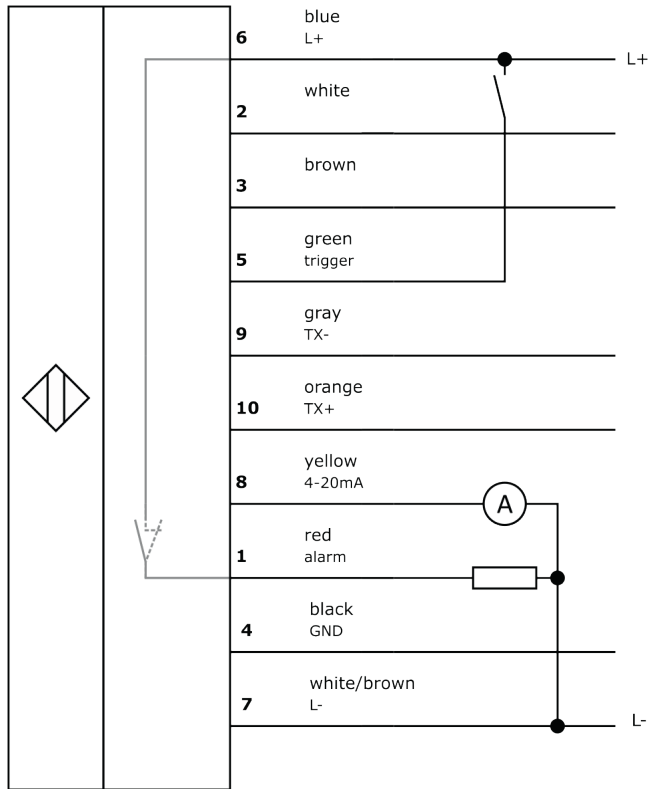 blue
6 L+
L+
white
2
brown
3
green
5 trigger
gray
9 TX-
orange
10 TX+
yellow
8 4-20mA
A
red
1 alarm
black
4 GND
white/brown
7 L-
L-